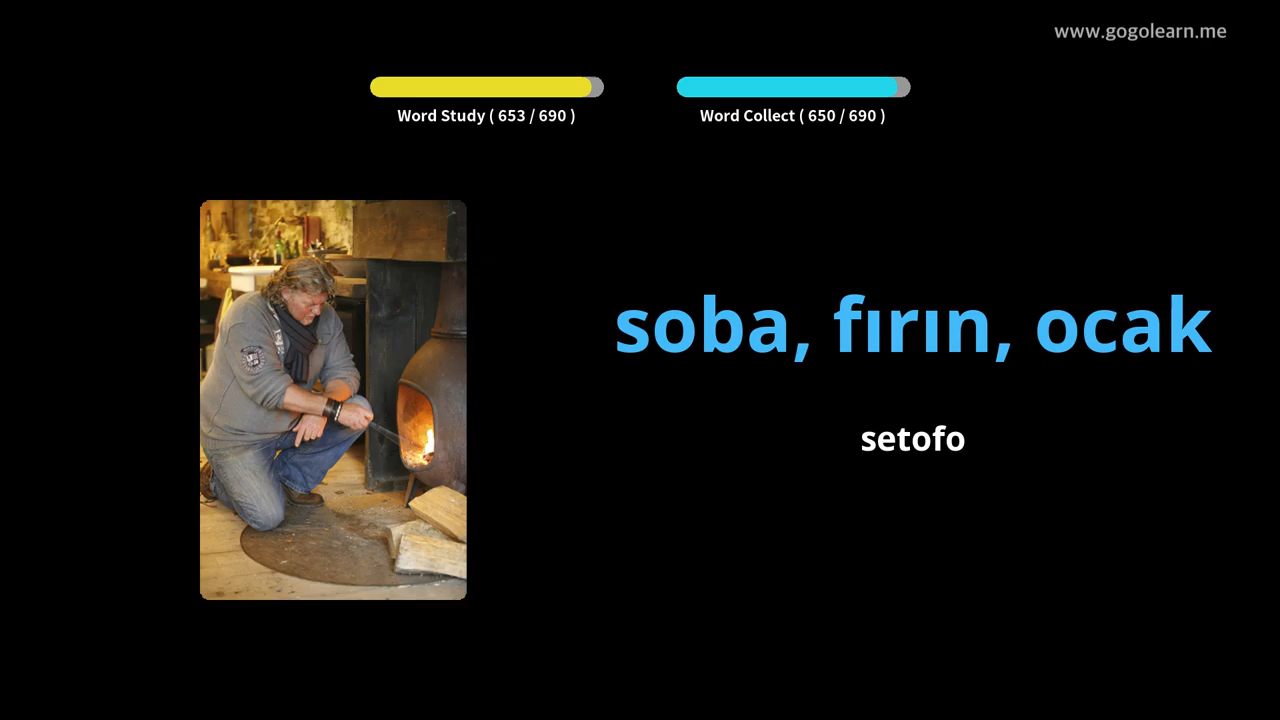 www.gogolearn.me
Word Study ( 653 / 690 )
Word Collect ( 650 / 690 )
soba, fırın, ocak
setofo